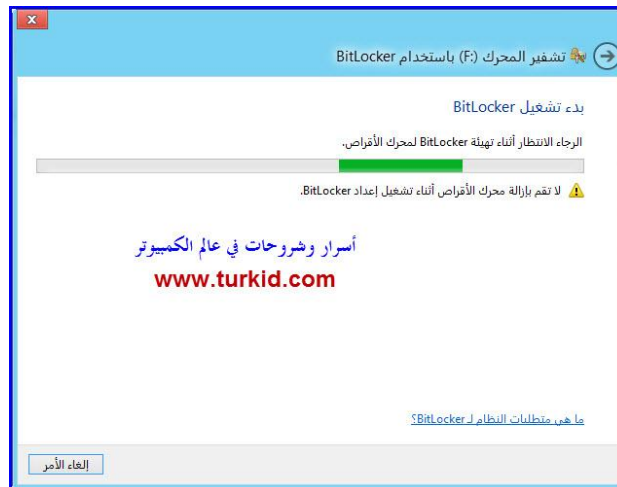 تشفير المحرك (F:) باستخدام BitLocker
بدء تشغيل BitLocker
الرجاء الانتظار أثناء تهيئة BitLocker لمحرك الأقراص.
لا تقم بإزالة محرك الأقراص أثناء تشغيل إعداد BitLocker.
أسرار وشروحات في عالم الكمبيوتر
www.turkid.com
ما هي متطلبات النظام لـ BitLocker؟
إلغاء الأمر